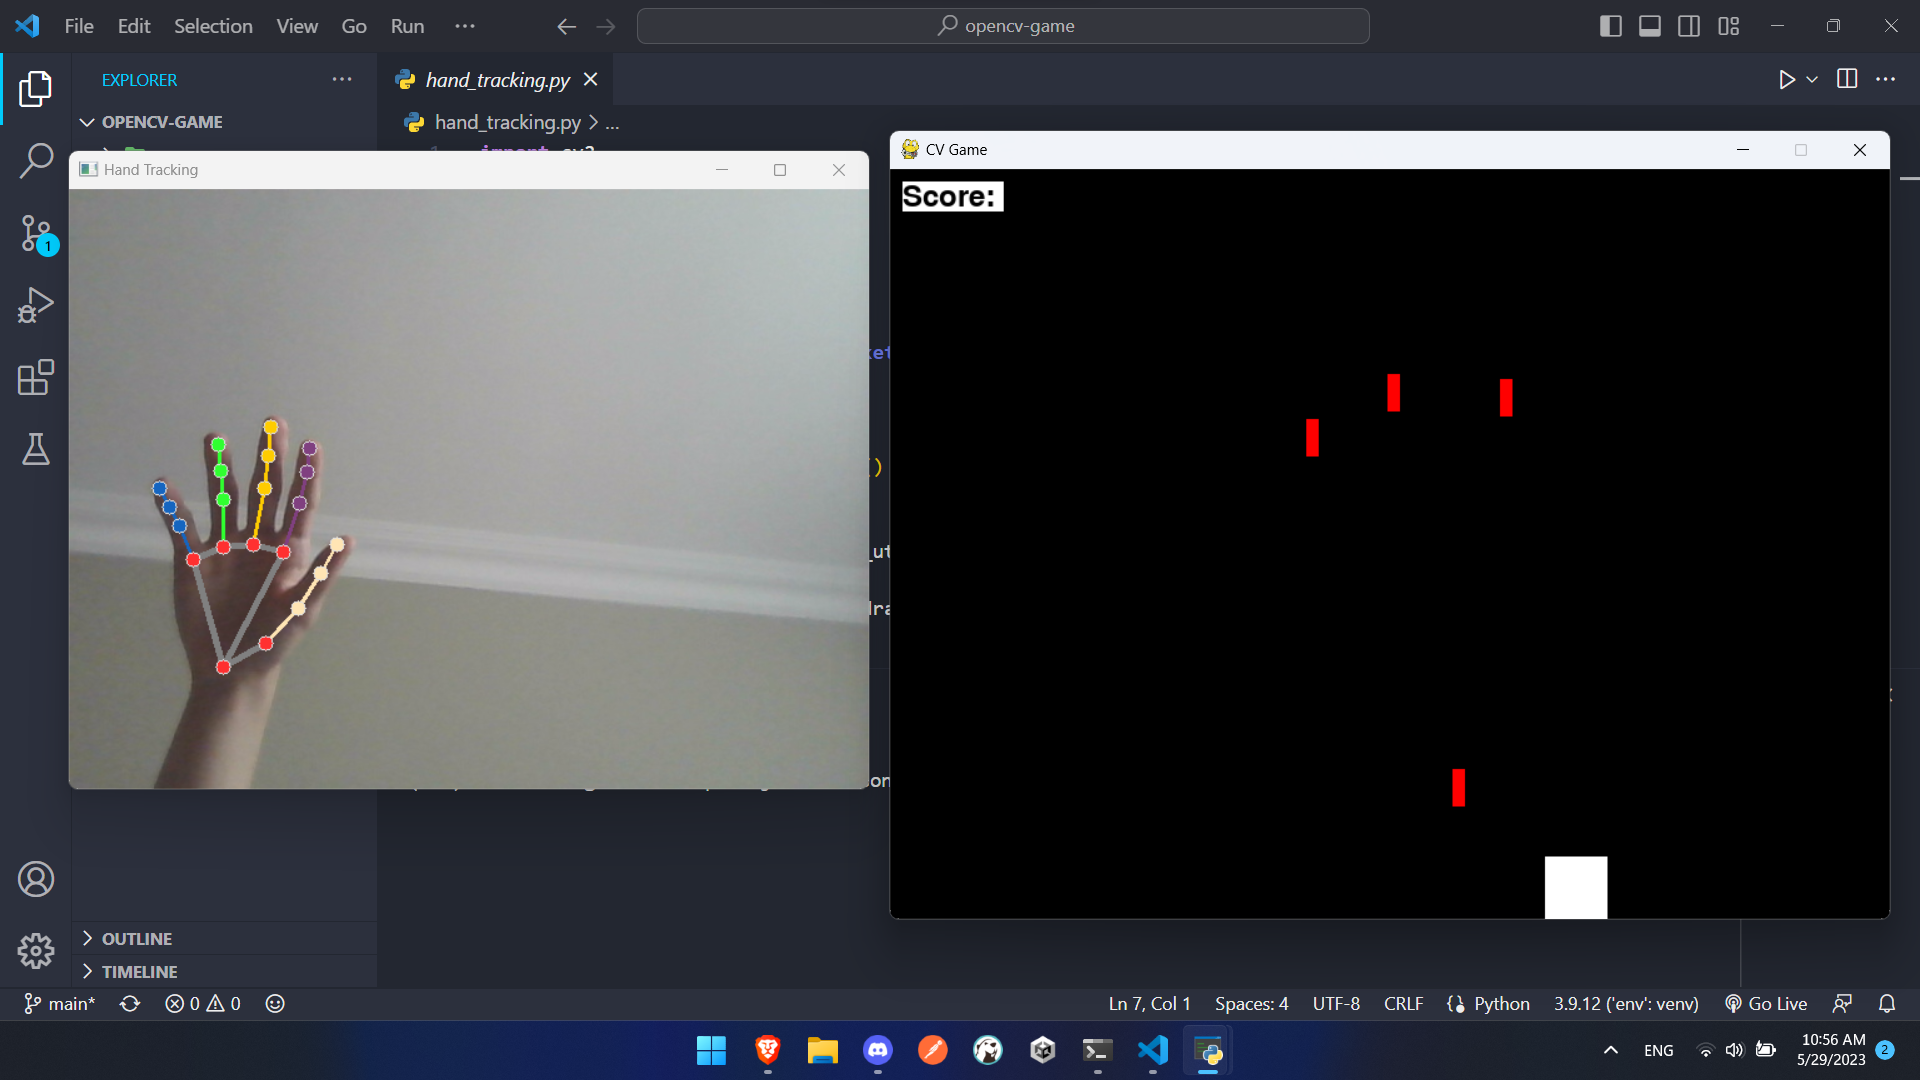 File Edit Selection View Go Run ···
opencv-game
EXPLORER ···
hand_tracking.py
OPENCV-GAME
hand_tracking.py > ...
Hand Tracking
CV Game
Score:
1
OUTLINE
TIMELINE
main* 0 0
Ln 7, Col 1 Spaces: 4 UTF-8 CRLF Python 3.9.12 ('env': venv) Go Live
ENG
10:56 AM
5/29/2023
2